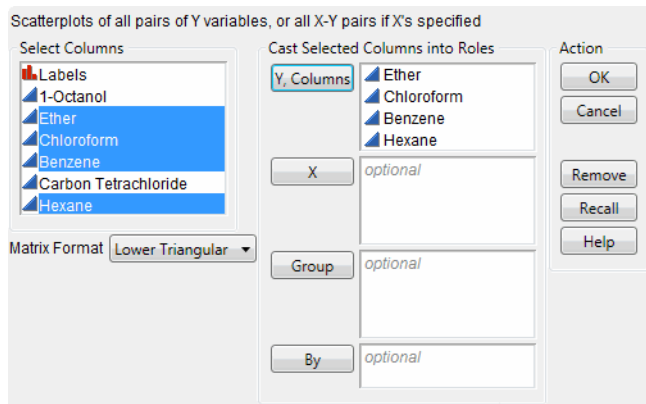 Scatterplots of all pairs of Y variables, or all X-Y pairs if X's specified
Select Columns
Labels
1-Octanol
Ether
Chloroform
Benzene
Carbon Tetrachloride
Hexane
Matrix Format Lower Triangular
Cast Selected Columns into Roles
Y, Columns
Ether
Chloroform
Benzene
Hexane
X optional
Group optional
By optional
Action
OK
Cancel
Remove
Recall
Help